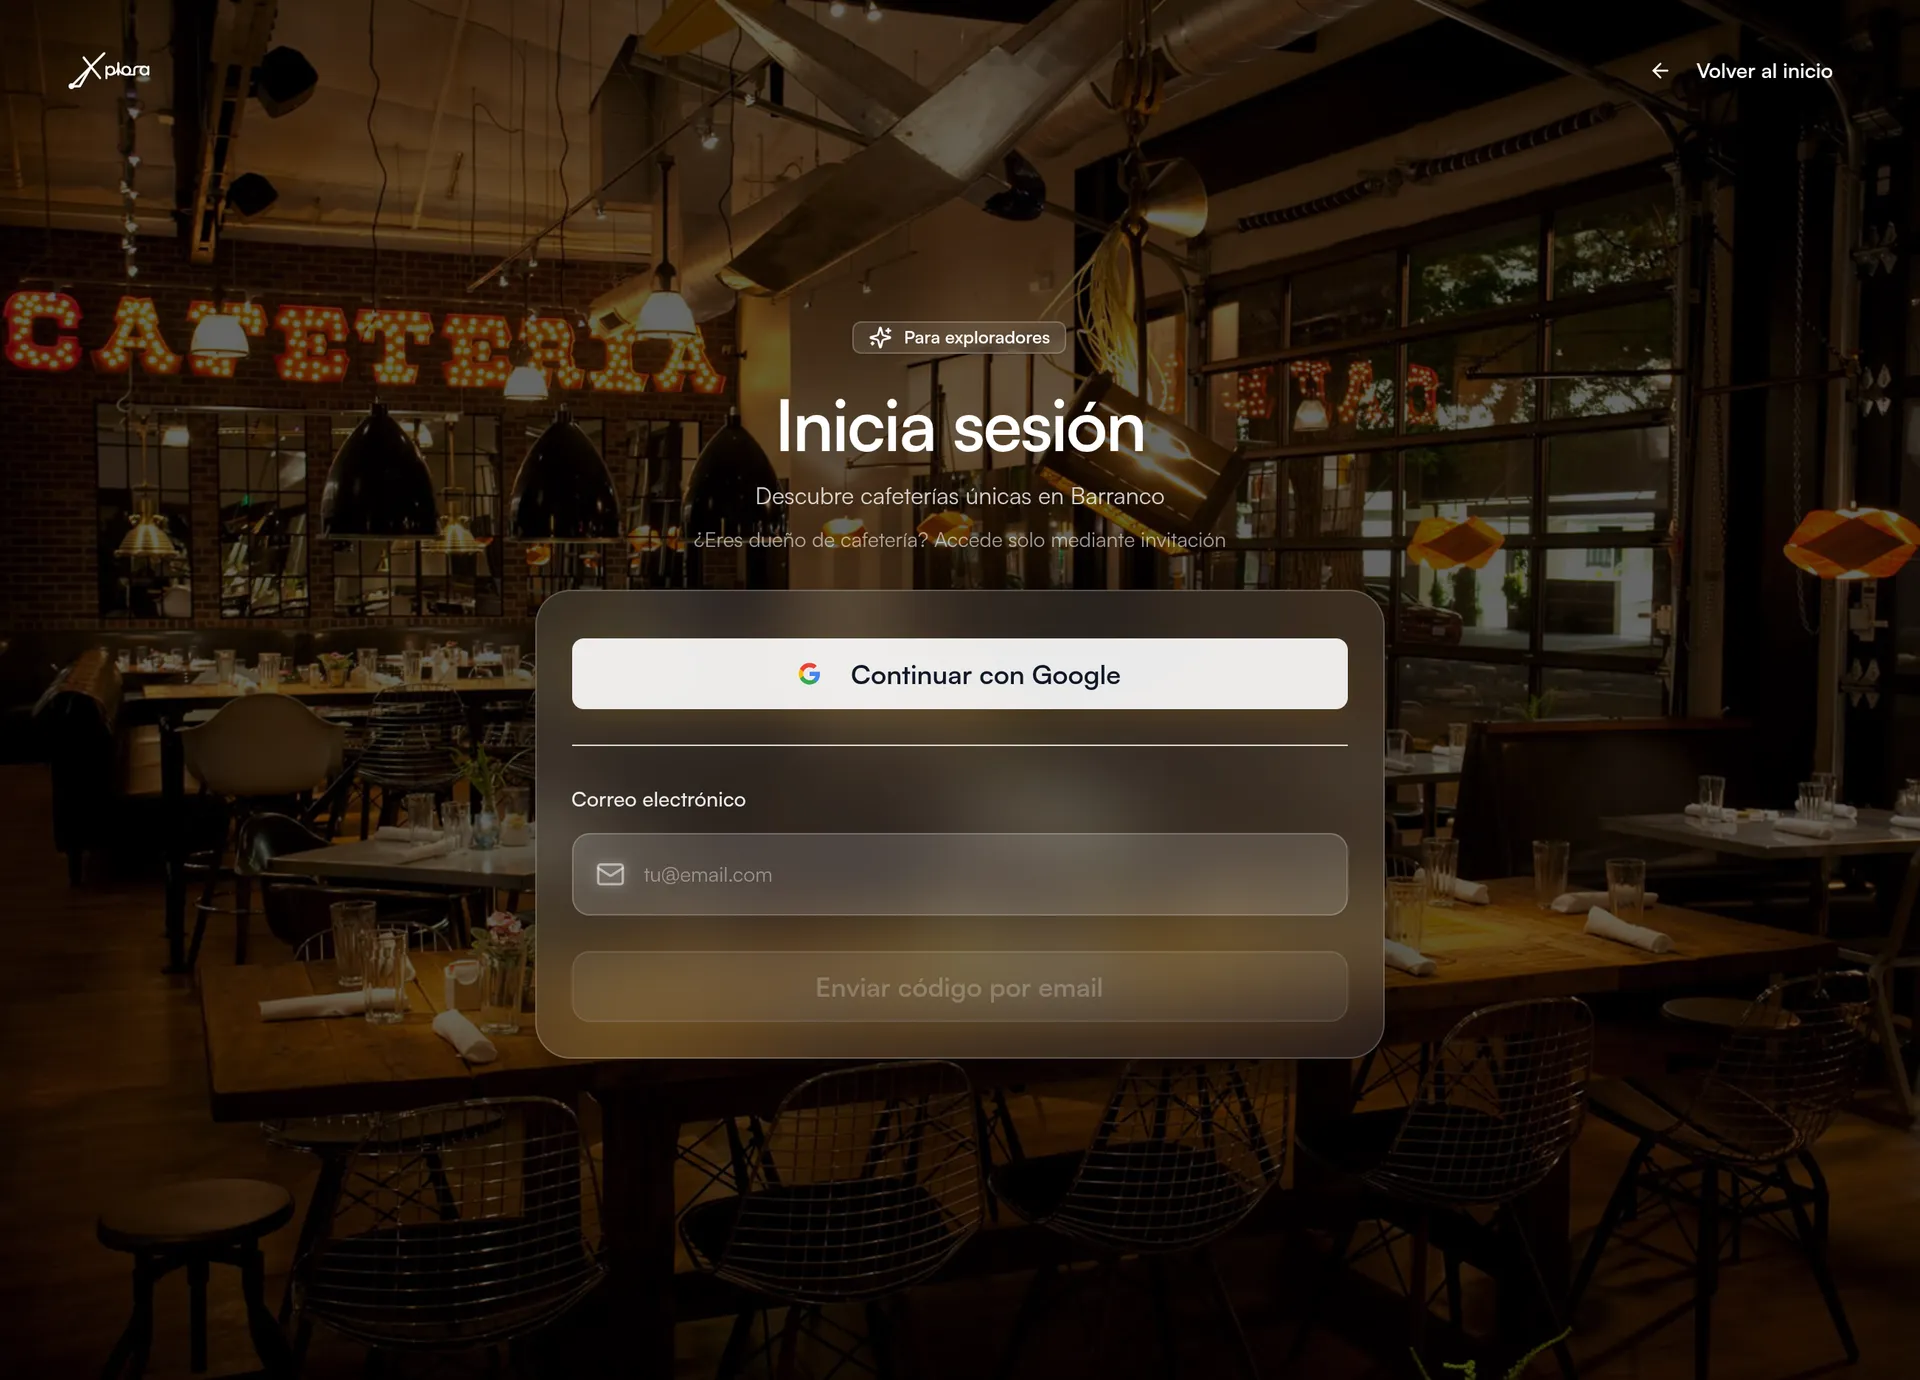 Xplora
Volver al inicio
CAFETERIA
Para exploradores
Inicia sesión
Descubre cafeterías únicas en Barranco
¿Eres dueño de cafetería? Accede solo mediante invitación
Continuar con Google
Correo electrónico
tu@email.com
Enviar código por email